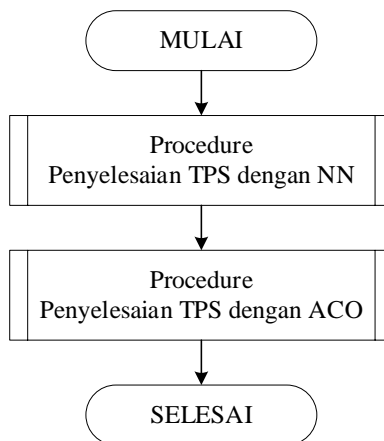 MULAI
Procedure
Penyelesaian TPS dengan NN
Procedure
Penyelesaian TPS dengan ACO
SELESAI